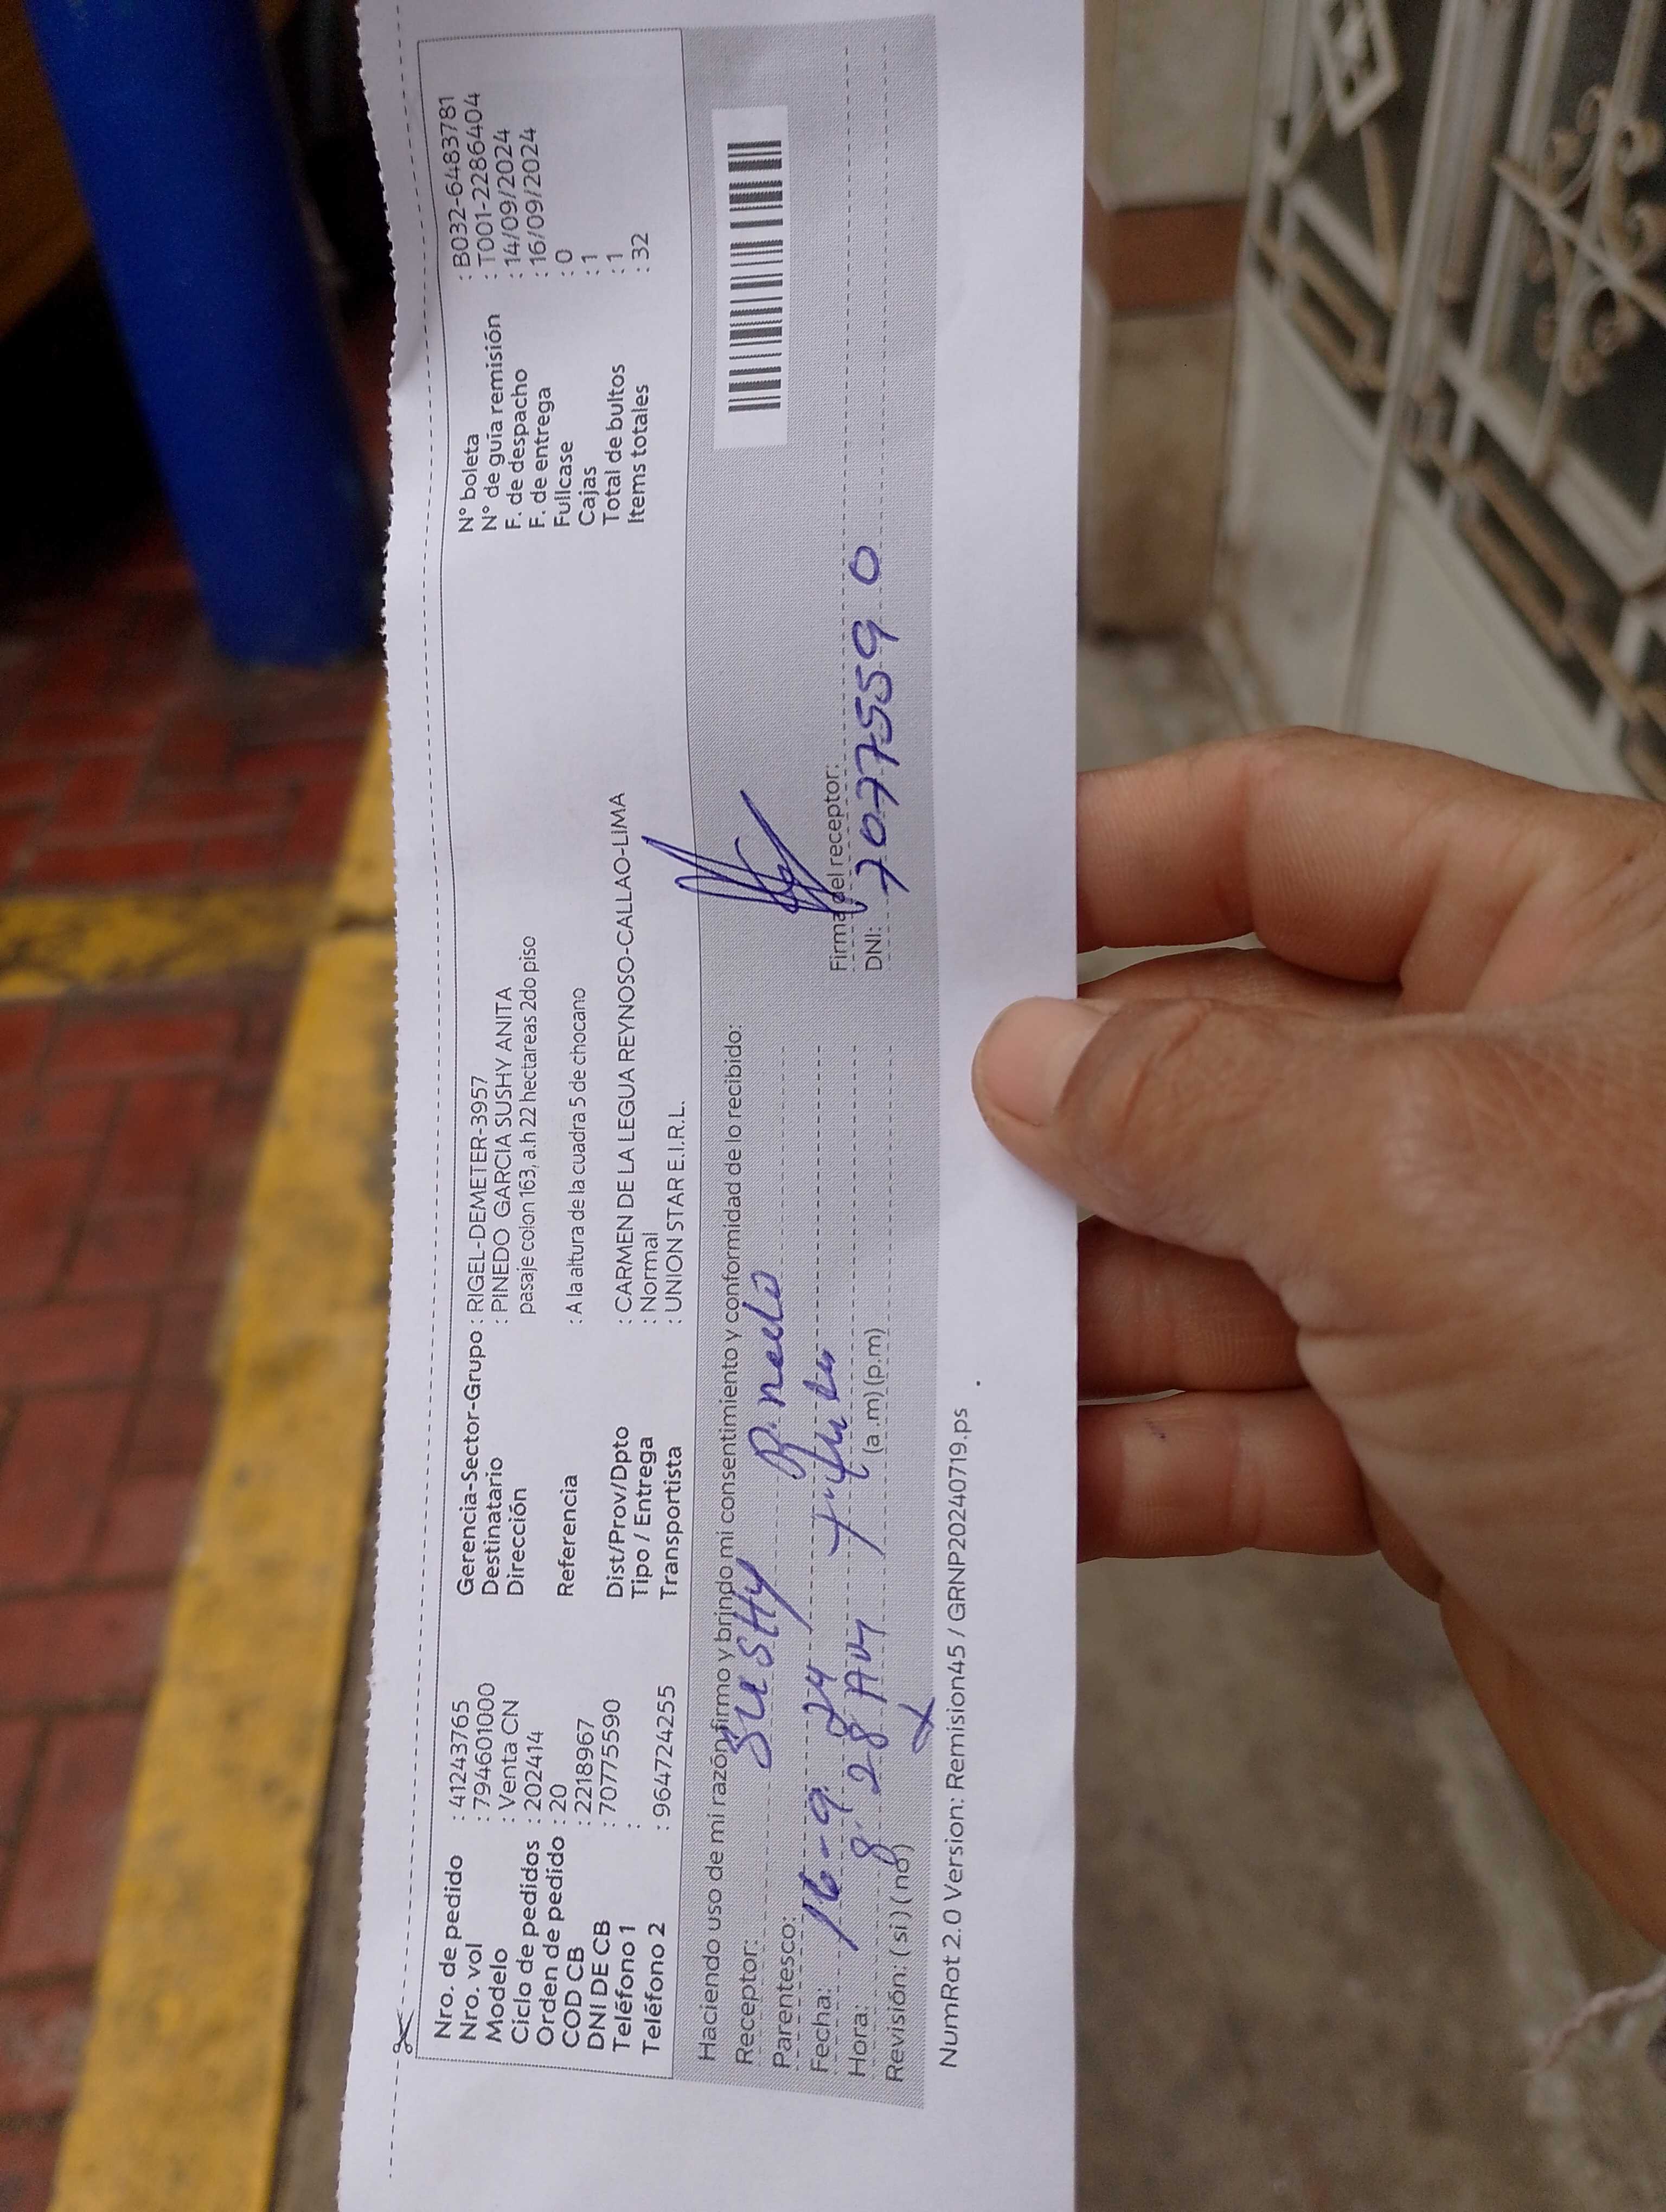 Nro. de pedido : 41243765
Nro. vol : 794601000
Modelo : Venta CN
Ciclo de pedidos : 202414
Orden de pedido : 20
COD CB : 2218967
DNI DE CB : 70775590
Teléfono 1 :
Teléfono 2 : 964724255
Gerencia-Sector-Grupo : RIGEL-DEMETER-3957
Destinatario : PINEDO GARCIA SUSHY ANITA
Dirección pasaje colon 163, a.h 22 hectareas 2do piso
Referencia : A la altura de la cuadra 5 de chocano
Dist/Prov/Dpto : CARMEN DE LA LEGUA REYNOSO-CALLAO-LIMA
Tipo / Entrega : Normal
Transportista : UNION STAR E.I.R.L.
N° boleta : B032-6483781
N° de guía remisión : T001-2286404
F. de despacho : 14/09/2024
F. de entrega : 16/09/2024
Fullcase : 0
Cajas : 1
Total de bultos : 1
Items totales : 32
Haciendo uso de mi razón firmo y brindo mi consentimiento y conformidad de lo recibido:
Receptor: SUSHY Pinedo
Parentesco:
Fecha: 16-9-24
Hora: 8:28 AM (a.m) (p.m)
Revisión: (si) (no)
Firma del receptor:
DNI: 70775590
NumRot 2.0 Version: Remision45 / GRNP20240719.ps